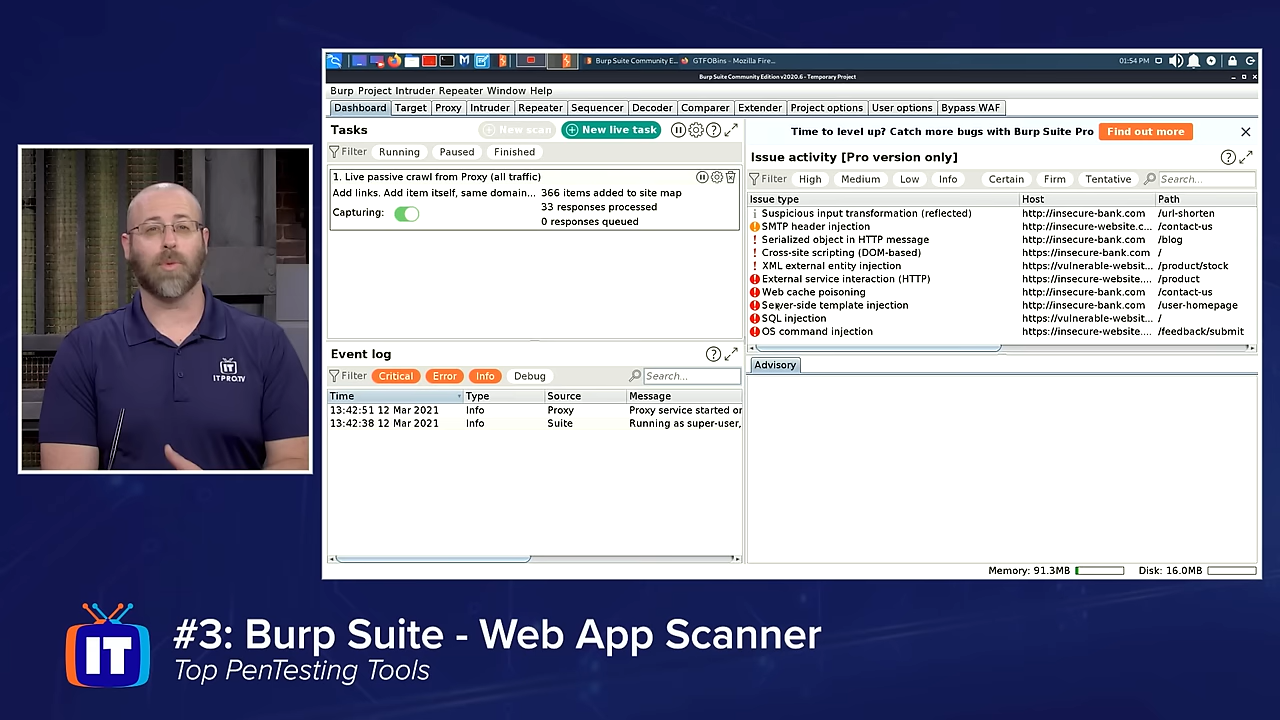 IT
ITPRO.TV
Burp Suite Community E...
GTFOBins - Mozilla Fire...
01:54 PM
Burp Suite Community Edition v2020.6 - Temporary Project
Burp Project Intruder Repeater Window Help
Dashboard Target Proxy Intruder Repeater Sequencer Decoder Comparer Extender Project options User options Bypass WAF
Tasks
New scan
New live task
Filter Running Paused Finished
1. Live passive crawl from Proxy (all traffic)
Add links. Add item itself, same domain... 366 items added to site map
33 responses processed
Capturing:
0 responses queued
Event log
Filter Critical Error Info Debug Search...
Time Type Source Message
13:42:51 12 Mar 2021 Info Proxy Proxy service started or
13:42:38 12 Mar 2021 Info Suite Running as super-user,
Time to level up? Catch more bugs with Burp Suite Pro Find out more
Issue activity [Pro version only]
Filter High Medium Low Info Certain Firm Tentative Search...
Issue type Host Path
Suspicious input transformation (reflected) http://insecure-bank.com /url-shorten
SMTP header injection http://insecure-website.c... /contact-us
Serialized object in HTTP message http://insecure-bank.com /blog
Cross-site scripting (DOM-based) http://insecure-bank.com /
XML external entity injection https://vulnerable-websit... /product/stock
External service interaction (HTTP) https://insecure-website.... /product
Web cache poisoning http://insecure-bank.com /contact-us
Server-side template injection http://insecure-bank.com /user-homepage
SQL injection https://vulnerable-websit... /
OS command injection https://insecure-website.... /feedback/submit
Advisory
Memory: 91.3MB Disk: 16.0MB
IT
#3: Burp Suite - Web App Scanner
Top PenTesting Tools